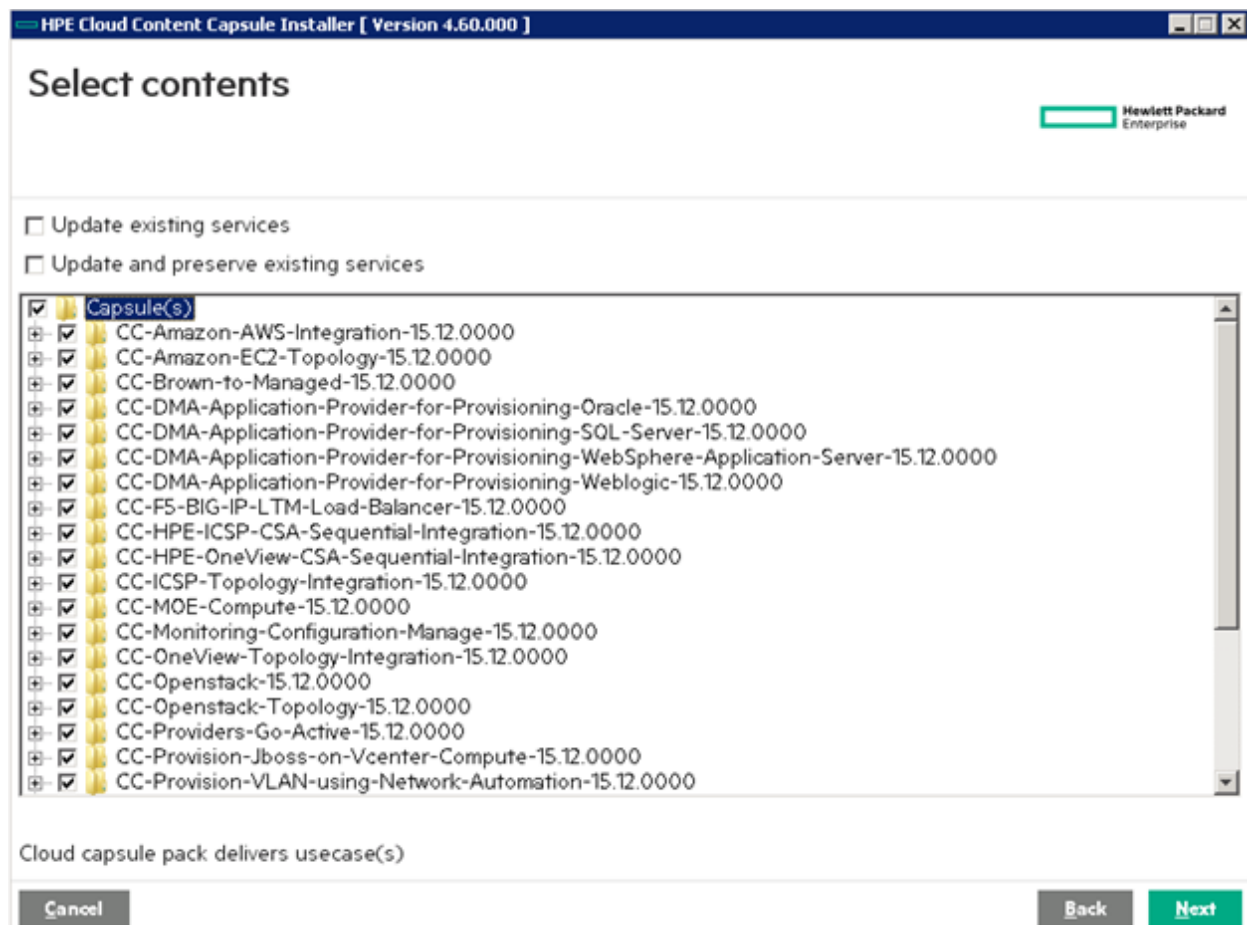 HPE Cloud Content Capsule Installer [ Version 4.60.000 ]
Select contents
Hewlett Packard
Enterprise
Update existing services
Update and preserve existing services
Capsule(s)
CC-Amazon-AWS-Integration-15.12.0000
CC-Amazon-EC2-Topology-15.12.0000
CC-Brown-to-Managed-15.12.0000
CC-DMA-Application-Provider-for-Provisioning-Oracle-15.12.0000
CC-DMA-Application-Provider-for-Provisioning-SQL-Server-15.12.0000
CC-DMA-Application-Provider-for-Provisioning-WebSphere-Application-Server-15.12.0000
CC-DMA-Application-Provider-for-Provisioning-Weblogic-15.12.0000
CC-F5-BIG-IP-LTM-Load-Balancer-15.12.0000
CC-HPE-ICSP-CSA-Sequential-Integration-15.12.0000
CC-HPE-OneView-CSA-Sequential-Integration-15.12.0000
CC-ICSP-Topology-Integration-15.12.0000
CC-MOE-Compute-15.12.0000
CC-Monitoring-Configuration-Manage-15.12.0000
CC-OneView-Topology-Integration-15.12.0000
CC-Openstack-15.12.0000
CC-Openstack-Topology-15.12.0000
CC-Providers-Go-Active-15.12.0000
CC-Provision-Jboss-on-Vcenter-Compute-15.12.0000
CC-Provision-VLAN-using-Network-Automation-15.12.0000
Cloud capsule pack delivers usecase(s)
Cancel
Back
Next